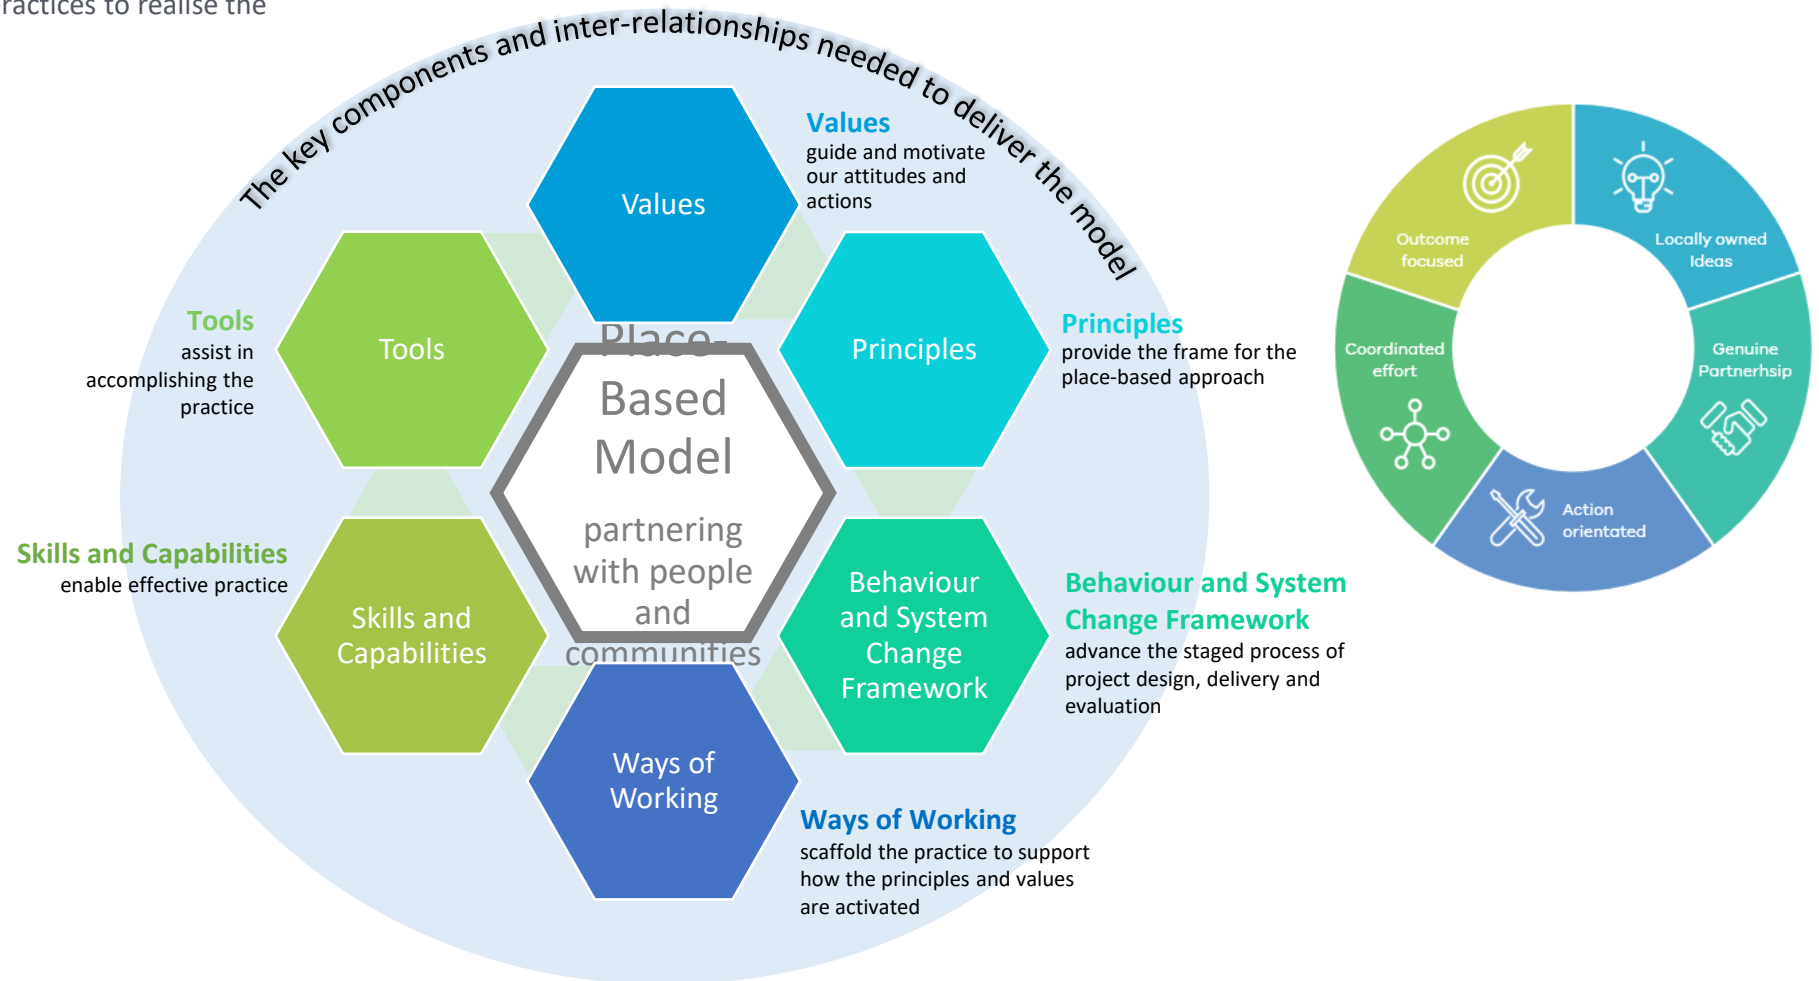 practices to realise the
The key components and inter-relationships needed to deliver the model
Values
Values
guide and motivate
our attitudes and
actions
Tools
Tools
assist in
accomplishing the
practice
Principles
Principles
provide the frame for the
place-based approach
Place-
Based
Model
partnering
with people
and
communities
Skills and Capabilities
enable effective practice
Skills and
Capabilities
Behaviour
and System
Change
Framework
Behaviour and System
Change Framework
advance the staged process of
project design, delivery and
evaluation
Ways of
Working
Ways of Working
scaffold the practice to support
how the principles and values
are activated
Outcome
focused
Locally owned
Ideas
Coordinated
effort
Genuine
Partnerhsip
Action
orientated